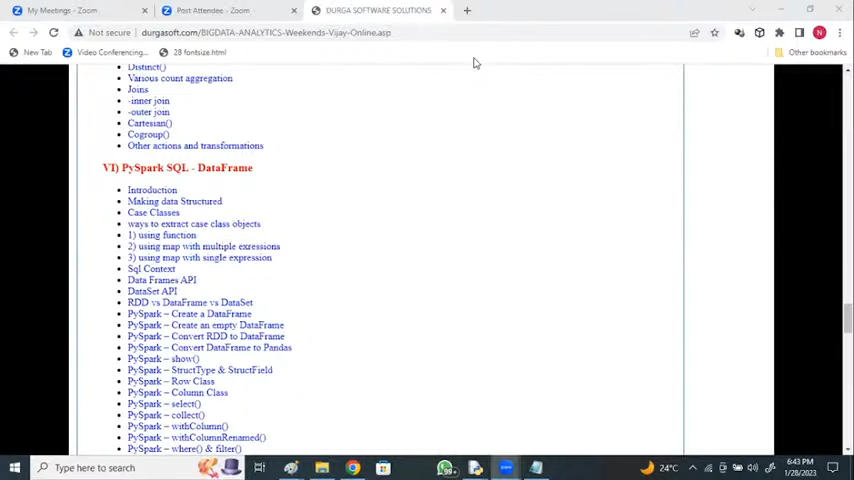 My Meetings - Zoom
Post Attendee - Zoom
DURGA SOFTWARE SOLUTIONS
Not secure
durgasoft.com/BIGDATA-ANALYTICS-Weekends-Vijay-Online.asp
N
New Tab
Video Conferencing...
28 fontsize.html
Other bookmarks
Distinct()
Various count aggregation
Joins
-inner join
-outer join
Cartesian()
Cogroup()
Other actions and transformations
VI) PySpark SQL - DataFrame
Introduction
Making data Structured
Case Classes
ways to extract case class objects
1) using function
2) using map with multiple exressions
3) using map with single expression
Sql Context
Data Frames API
DataSet API
RDD vs DataFrame vs DataSet
PySpark – Create a DataFrame
PySpark – Create an empty DataFrame
PySpark – Convert RDD to DataFrame
PySpark – Convert DataFrame to Pandas
PySpark – show()
PySpark – StructType & StructField
PySpark – Row Class
PySpark – Column Class
PySpark – select()
PySpark – collect()
PySpark – withColumn()
PySpark – withColumnRenamed()
PySpark – where() & filter()
Type here to search
24°C
6:43 PM
1/28/2023